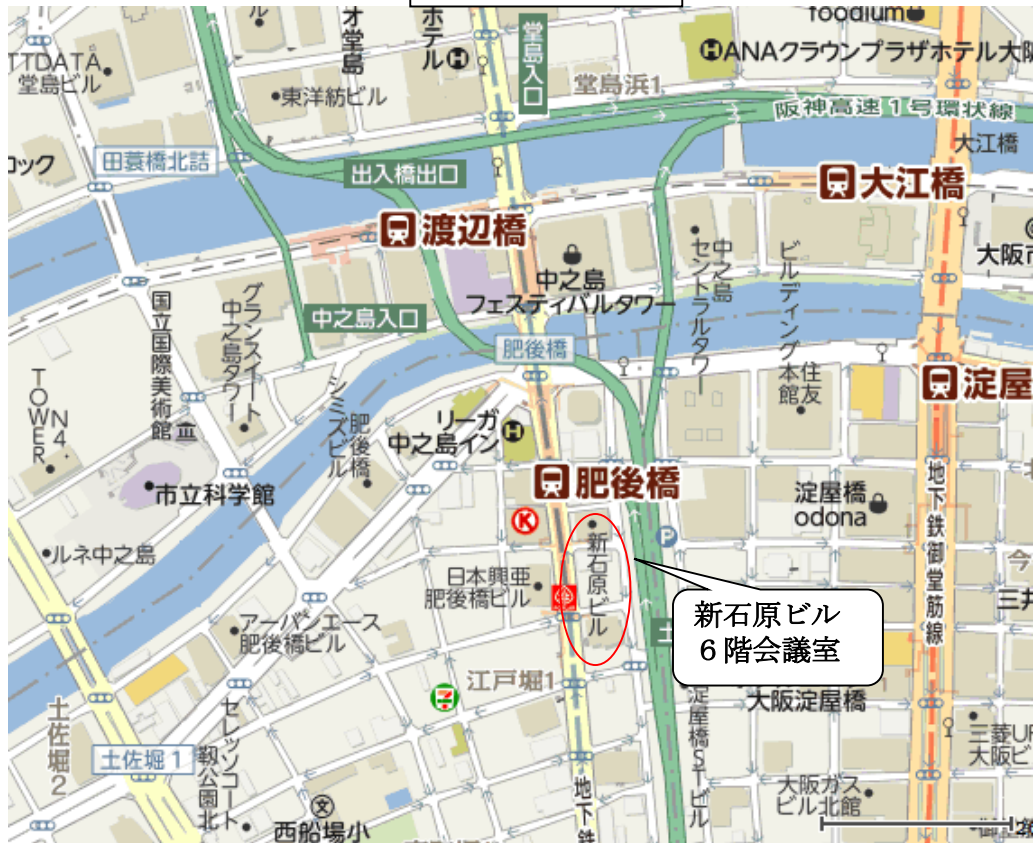 foodium
TTDATA
堂島ビル
オ堂島
ホテル
堂島入口
ANAクラウンプラザホテル大阪
東洋紡ビル
堂島浜1
阪神高速1号環状線
大江橋
ロック
田蓑橋北詰
出入橋出口
大江橋
渡辺橋
中之島
フェスティバルタワー
中之島
セントラルタワー
住友
ビルディング
本館
大阪市
国立国際美術館
グランスイート
中之島タワー
中之島入口
肥後橋
淀屋
TOWER
N4.
肥後橋
シミズビル
リーガ
中之島イン
市立科学館
肥後橋
淀屋橋
odona
地下鉄御堂筋線
ルネ中之島
K
新石原ビル
P
今
日本興亜
肥後橋ビル
三井
新石原ビル
6階会議室
アーバンエース
肥後橋ビル
土
江戸堀1
大阪淀屋橋
土佐堀2
土佐堀1
セレッソコート
靱公園北
淀屋橋STビル
三菱UF
大阪ビ
大阪ガス
ビル北館
西船場小
地下鉄